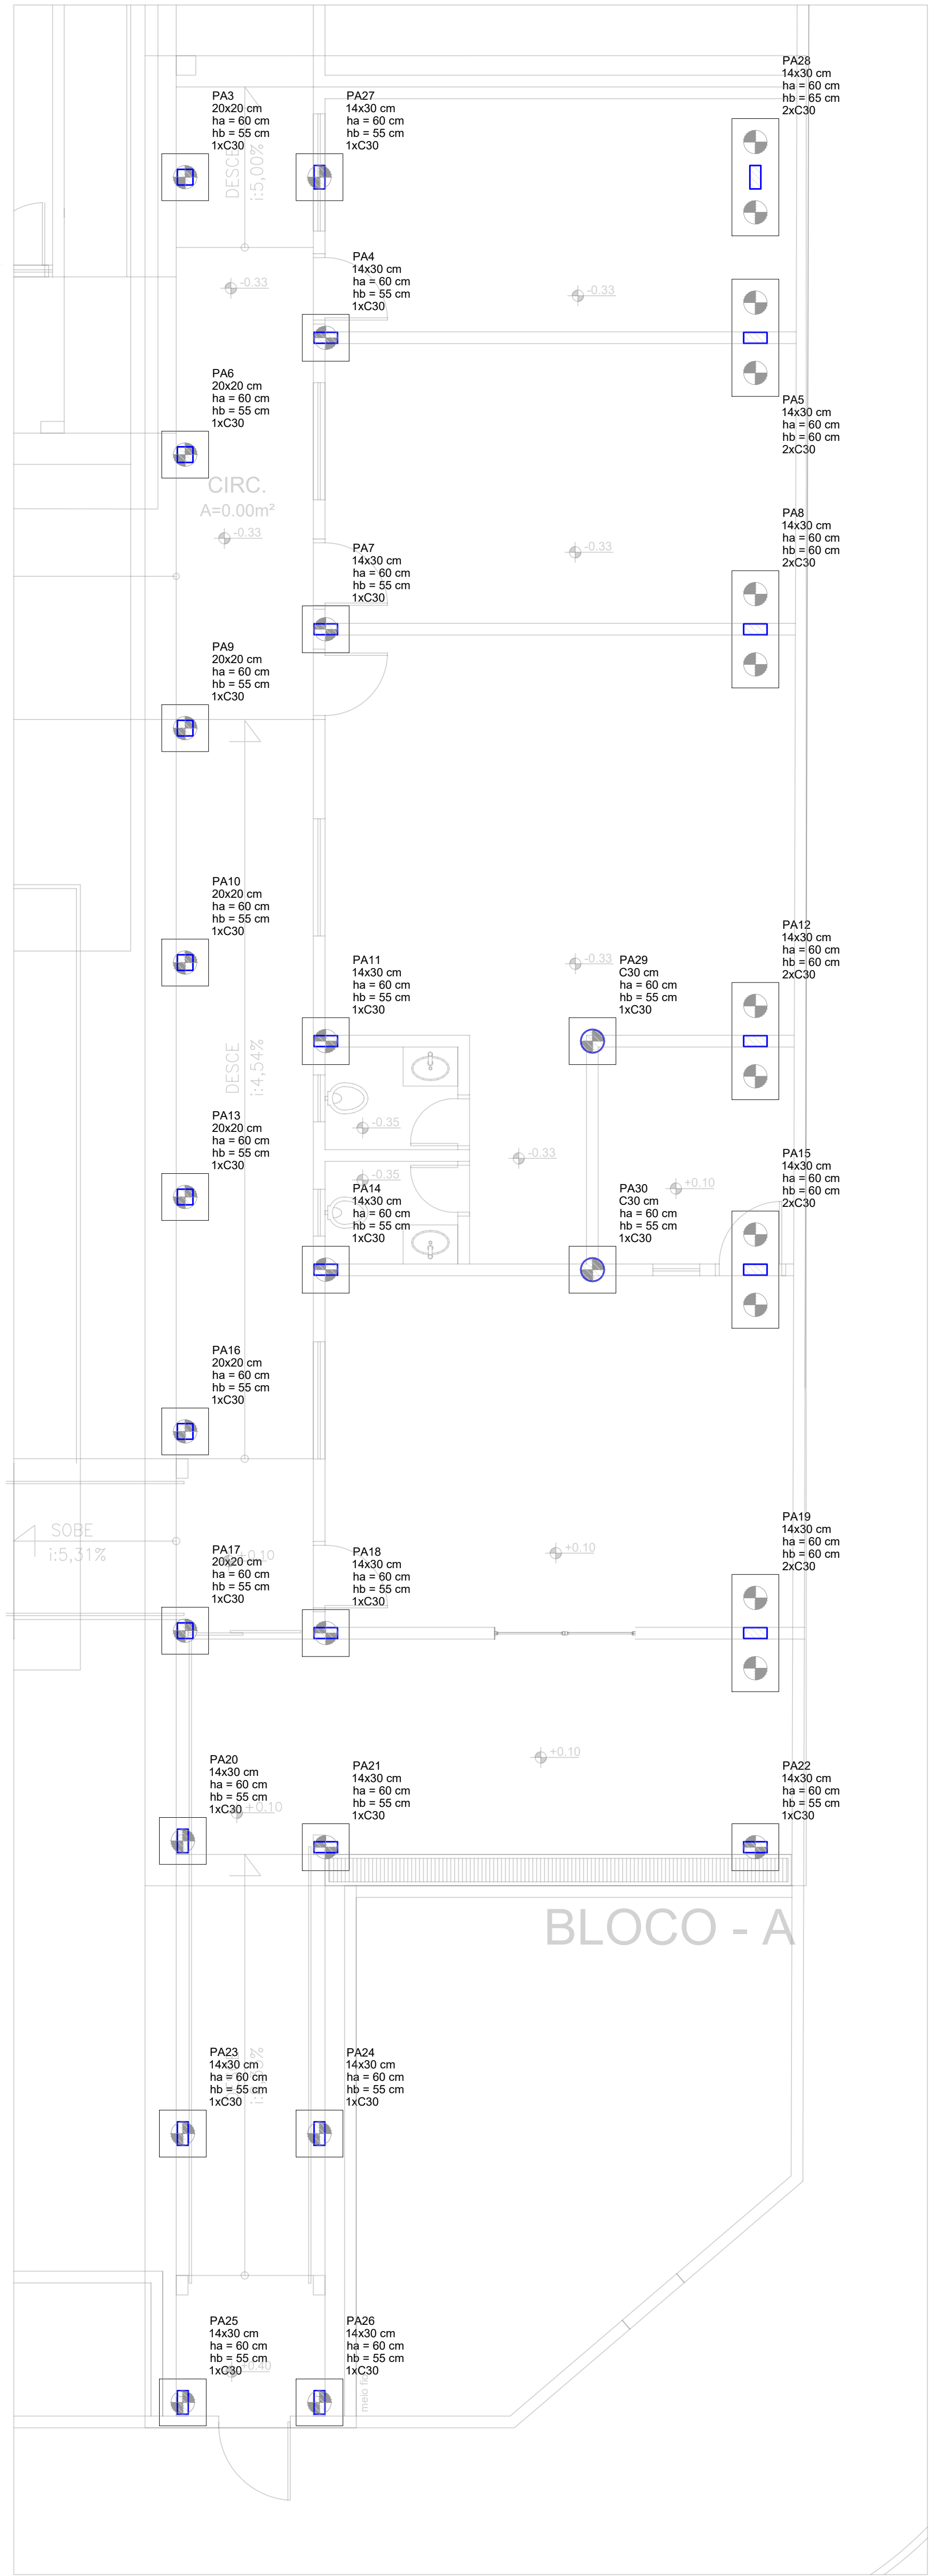 PA28
14x30 cm
ha = 60 cm
hb = 65 cm
2xC30
PA3
20x20 cm
ha = 60 cm
hb = 55 cm
1xC30
PA27
14x30 cm
ha = 60 cm
hb = 55 cm
1xC30
DESCE
i:5,00%
PA4
14x30 cm
ha = 60 cm
hb = 55 cm
1xC30
-0.33
-0.33
PA6
20x20 cm
ha = 60 cm
hb = 55 cm
1xC30
PA5
14x30 cm
ha = 60 cm
hb = 60 cm
2xC30
CIRC.
A=0.00m²
-0.33
PA7
14x30 cm
ha = 60 cm
hb = 55 cm
1xC30
-0.33
PA8
14x30 cm
ha = 60 cm
hb = 60 cm
2xC30
PA9
20x20 cm
ha = 60 cm
hb = 55 cm
1xC30
PA10
20x20 cm
ha = 60 cm
hb = 55 cm
1xC30
PA11
14x30 cm
ha = 60 cm
hb = 55 cm
1xC30
-0.33
PA29
C30 cm
ha = 60 cm
hb = 55 cm
1xC30
PA12
14x30 cm
ha = 60 cm
hb = 60 cm
2xC30
DESCE
i:4,54%
PA13
20x20 cm
ha = 60 cm
hb = 55 cm
1xC30
-0.35
-0.33
-0.35
PA14
14x30 cm
ha = 60 cm
hb = 55 cm
1xC30
PA30
C30 cm
ha = 60 cm
hb = 55 cm
1xC30
+0.10
PA15
14x30 cm
ha = 60 cm
hb = 60 cm
2xC30
PA16
20x20 cm
ha = 60 cm
hb = 55 cm
1xC30
SOBE
i:5,31%
PA17
20x20 cm
ha = 60 cm
hb = 55 cm
1xC30
+0.10
PA18
14x30 cm
ha = 60 cm
hb = 55 cm
1xC30
+0.10
PA19
14x30 cm
ha = 60 cm
hb = 60 cm
2xC30
+0.10
PA20
14x30 cm
ha = 60 cm
hb = 55 cm
1xC30
+0.10
PA21
14x30 cm
ha = 60 cm
hb = 55 cm
1xC30
PA22
14x30 cm
ha = 60 cm
hb = 55 cm
1xC30
BLOCO - A
PA23
14x30 cm
ha = 60 cm
hb = 55 cm
1xC30
PA24
14x30 cm
ha = 60 cm
hb = 55 cm
1xC30
PA25
14x30 cm
ha = 60 cm
hb = 55 cm
1xC30
+0.40
PA26
14x30 cm
ha = 60 cm
hb = 55 cm
1xC30